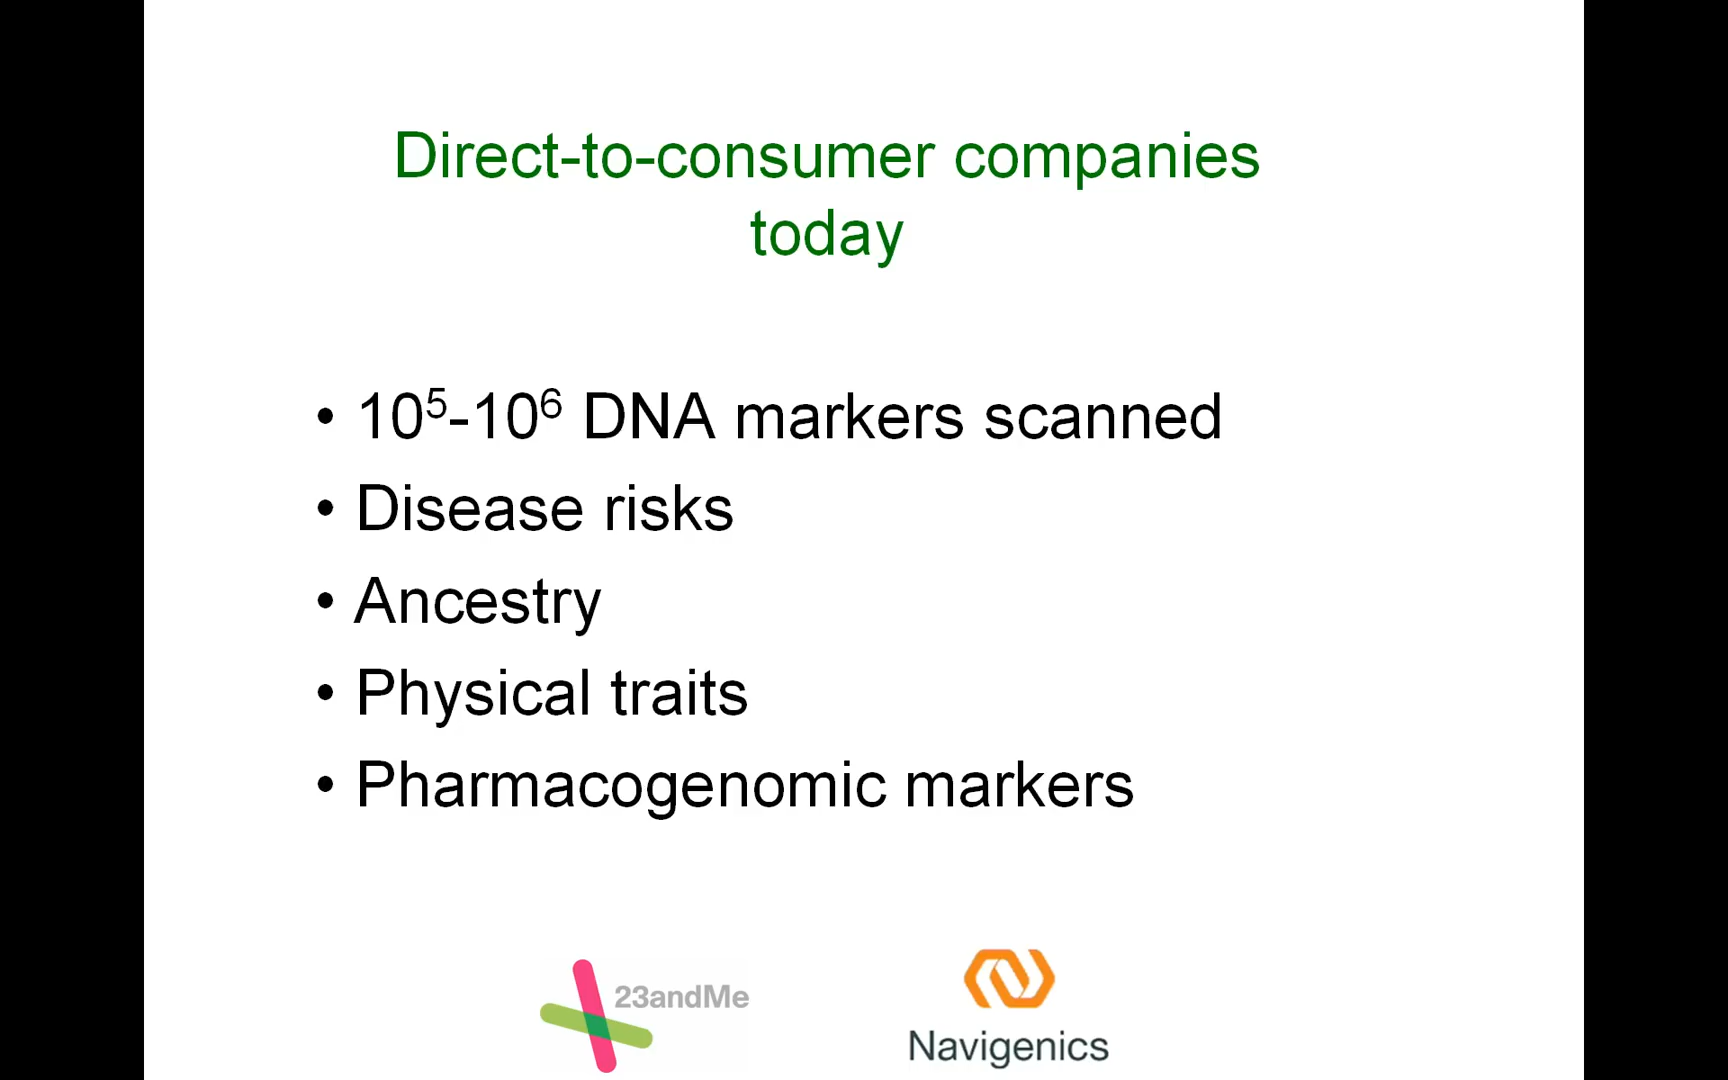 Direct-to-consumer companies
today
• 10⁵-10⁶ DNA markers scanned
• Disease risks
• Ancestry
• Physical traits
• Pharmacogenomic markers
23andMe
Navigenics